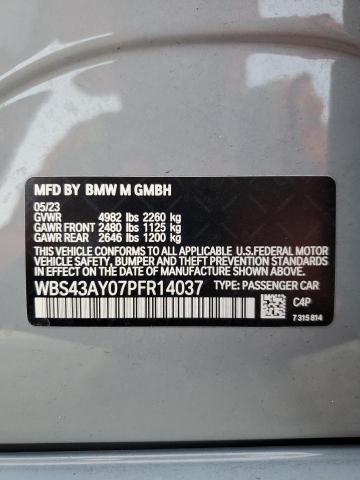 MFD BY BMW M GMBH
05/23
GVWR 4982 lbs 2260 kg
GAWR FRONT 2480 lbs 1125 kg
GAWR REAR 2646 lbs 1200 kg
THIS VEHICLE CONFORMS TO ALL APPLICABLE U.S.FEDERAL MOTOR
VEHICLE SAFETY, BUMPER, AND THEFT PREVENTION STANDARDS
IN EFFECT ON THE DATE OF MANUFACTURE SHOWN ABOVE.
WBS43AY07PFR14037 TYPE: PASSENGER CAR
C4P
7 315 814